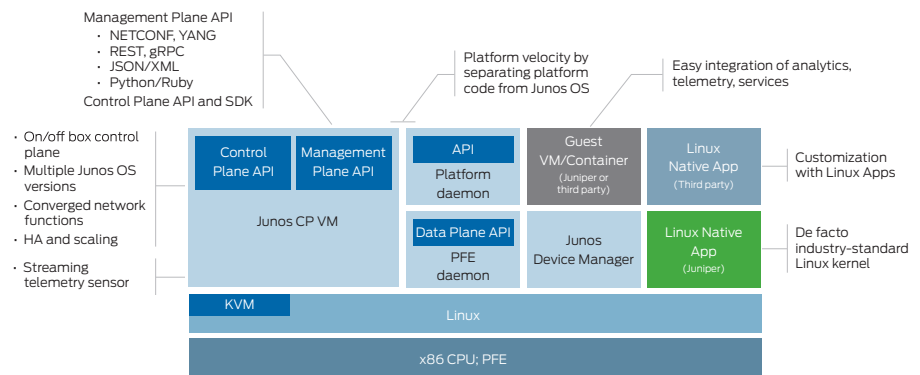 Management Plane API
• NETCONF, YANG
• REST, gRPC
• JSON/XML
• Python/Ruby
Control Plane API and SDK
Platform velocity by
separating platform
code from Junos OS
Easy integration of analytics,
telemetry, services
• On/off box control
plane
• Multiple Junos OS
versions
• Converged network
functions
• HA and scaling
• Streaming
telemetry sensor
Control
Plane API
Management
Plane API
Junos CP VM
API
Platform
daemon
Data Plane API
PFE
daemon
Guest
VM/Container
(Juniper or
third party)
Junos
Device Manager
Linux
Native App
(Third party)
Linux Native
App
(Juniper)
Customization
with Linux Apps
De facto
industry-standard
Linux kernel
KVM
Linux
x86 CPU; PFE